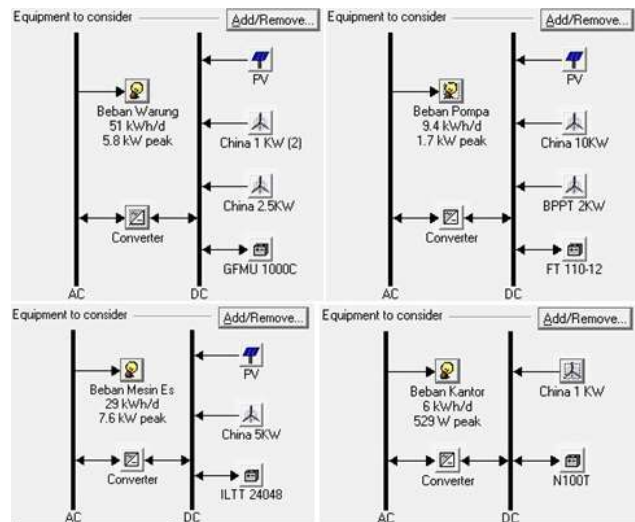 Equipment to consider
Add/Remove...
PV
Beban Warung
51 kWh/d
5.8 kW peak
China 1 KW (2)
China 2.5KW
Converter
GFMU 1000C
AC
DC
Equipment to consider
Add/Remove...
PV
Beban Pompa
9.4 kWh/d
1.7 kW peak
China 10KW
BPPT 2KW
Converter
FT 110-12
AC
DC
Equipment to consider
Add/Remove...
PV
Beban Mesin Es
29 kWh/d
7.6 kW peak
China 5KW
Converter
ILTT 24048
AC
DC
Equipment to consider
Add/Remove...
Beban Kantor
6 kWh/d
529 W peak
China 1 KW
Converter
N100T
AC
DC